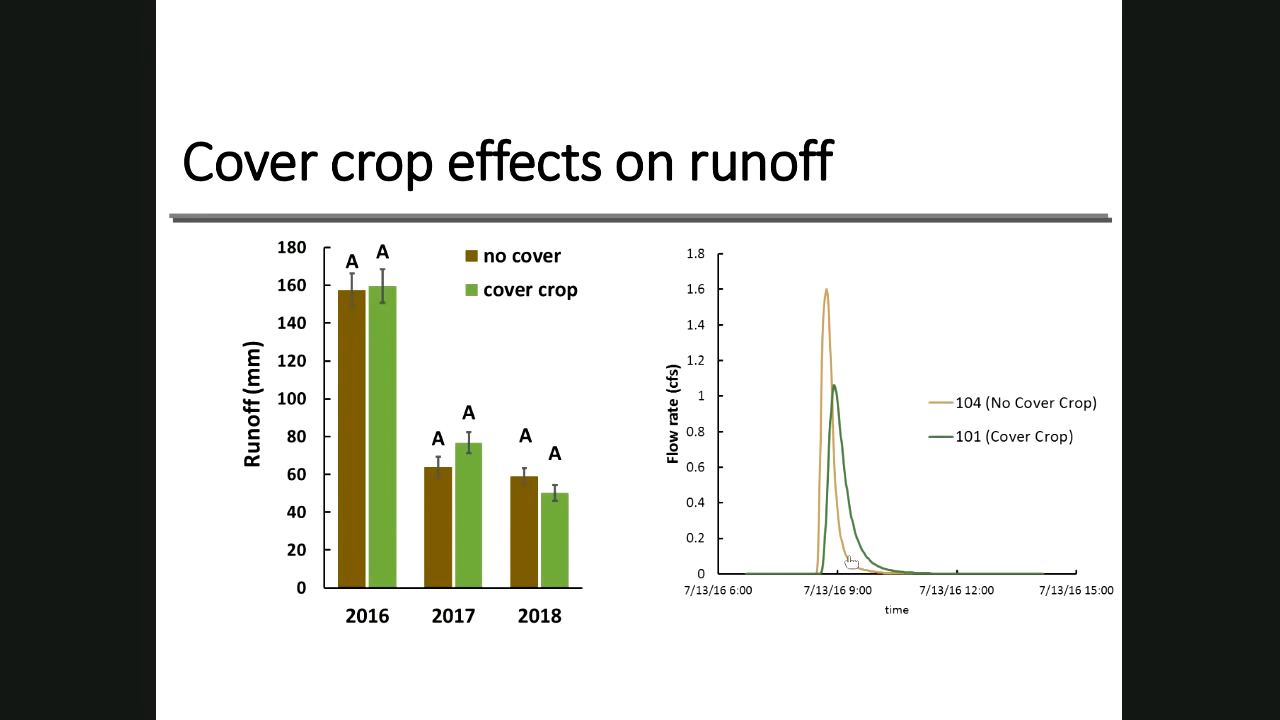 Cover crop effects on runoff
180
160
140
120
100
80
60
40
20
0
Runoff (mm)
A
A
A
A
A
A
no cover
cover crop
2016
2017
2018
1.8
1.6
1.4
1.2
1
0.8
0.6
0.4
0.2
0
Flow rate (cfs)
104 (No Cover Crop)
101 (Cover Crop)
7/13/16 6:00
7/13/16 9:00
7/13/16 12:00
7/13/16 15:00
time